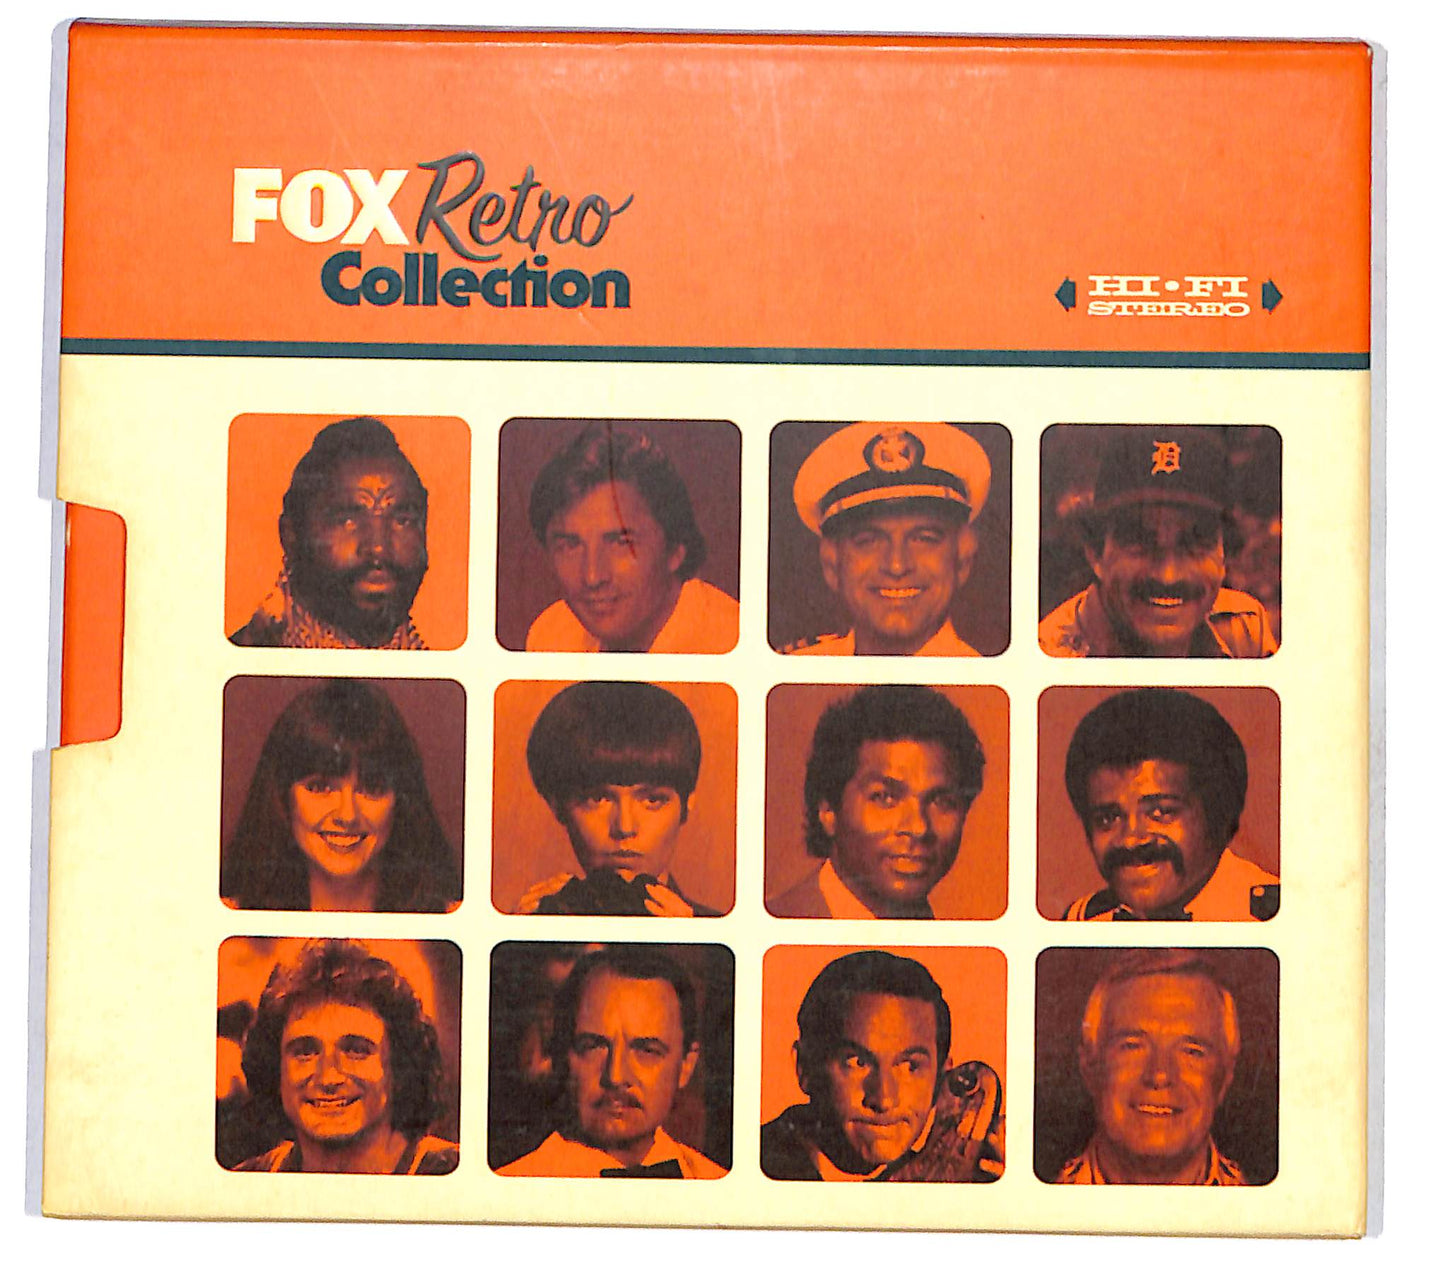 FOX Retro
Collection
HI•FI
STEREO
D